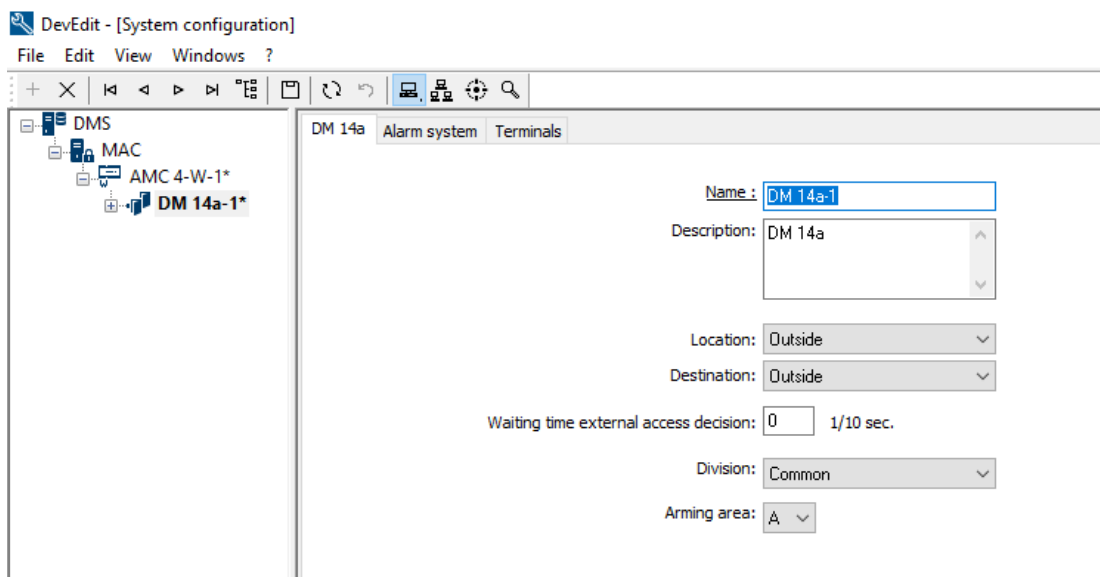 DevEdit - [System configuration]
File Edit View Windows ?
DMS
MAC
AMC 4-W-1*
DM 14a-1*
DM 14a Alarm system Terminals
Name : DM 14a-1
Description: DM 14a
Location: Outside
Destination: Outside
Waiting time external access decision: 0 1/10 sec.
Division: Common
Arming area: A